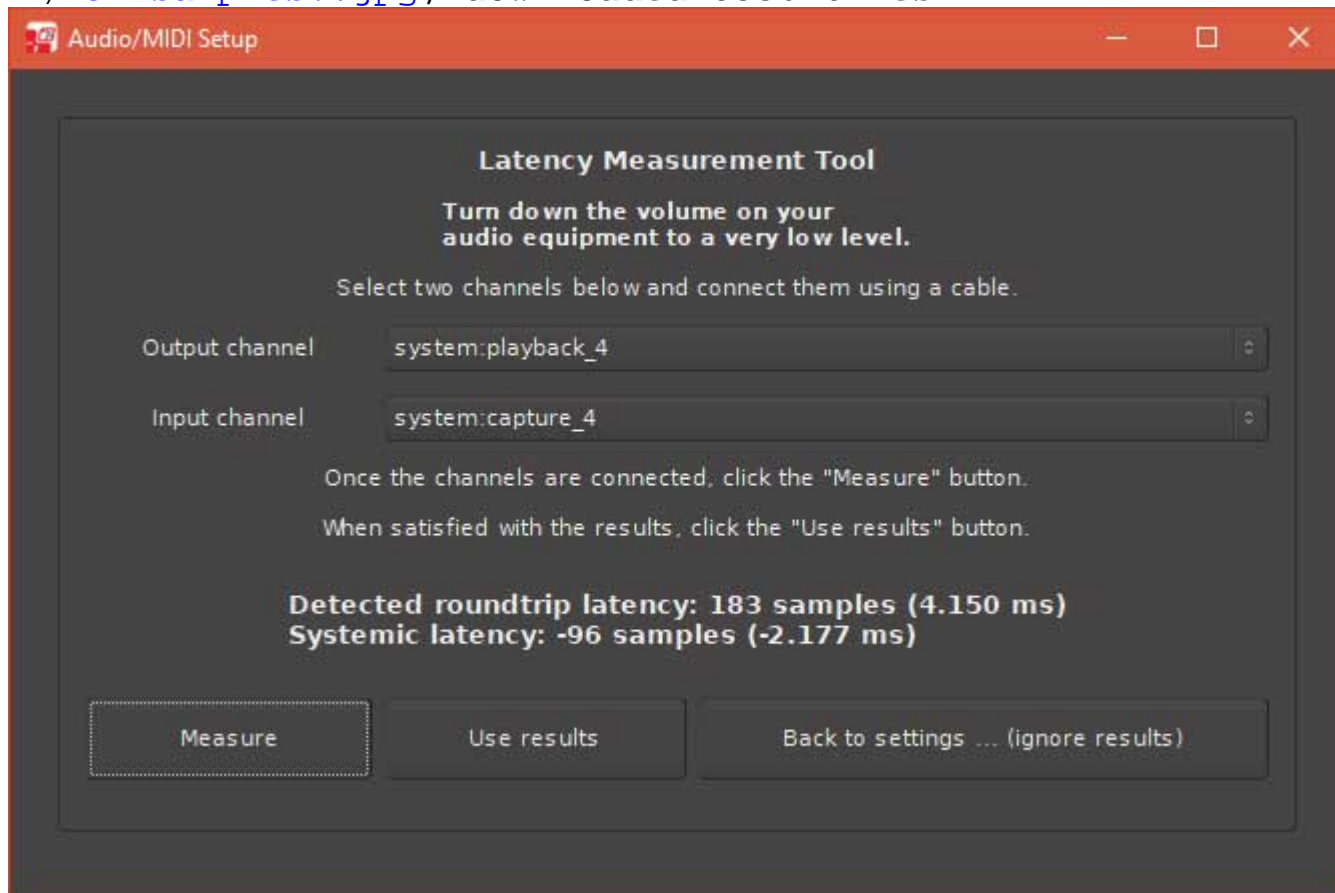 Audio/MIDI Setup
Latency Measurement Tool
Turn down the volume on your
audio equipment to a very low level.
Select two channels below and connect them using a cable.
Output channel system:playback_4
Input channel system:capture_4
Once the channels are connected, click the "Measure" button.
When satisfied with the results, click the "Use results" button.
Detected roundtrip latency: 183 samples (4.150 ms)
Systemic latency: -96 samples (-2.177 ms)
Measure Use results Back to settings ... (ignore results)